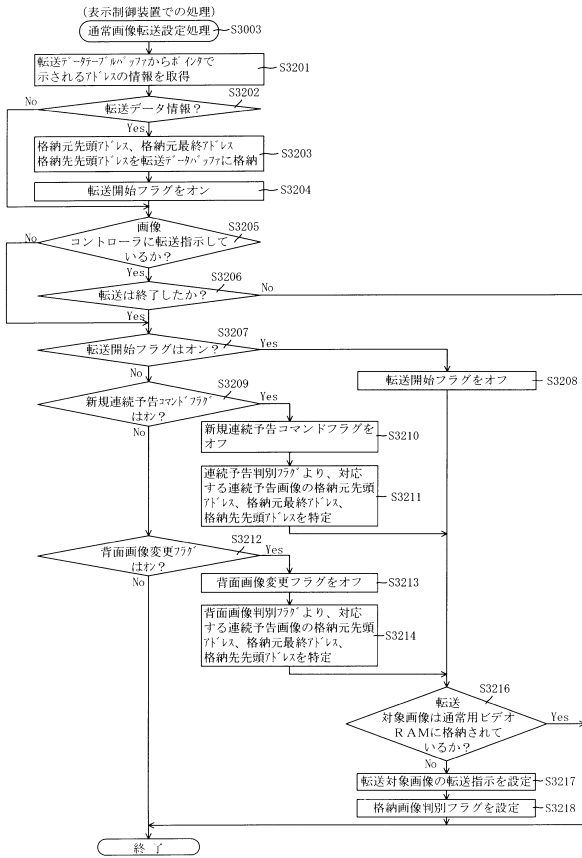 (表示制御装置での処理)
通常画像転送設定処理
S3003
転送データテーブルバッファからポインタで
示されるアドレスの情報を取得
S3201
S3202
No
転送データ情報?
Yes
格納元先頭アドレス、格納元最終アドレス
格納先先頭アドレスを転送データバッファに格納
S3203
転送開始フラグをオン
S3204
画像
コントローラに転送指示して
いるか?
S3205
No
Yes
S3206
転送は終了したか?
No
Yes
S3207
転送開始フラグはオン?
Yes
No
転送開始フラグをオフ
S3208
S3209
新規連続予告コマンドフラグ
はオン?
Yes
No
新規連続予告コマンドフラグを
オフ
S3210
連続予告判別フラグより、対応
する連続予告画像の格納元先頭
アドレス、格納元最終アドレス、
格納先先頭アドレスを特定
S3211
S3212
背面画像変更フラグ
はオン?
Yes
No
背面画像変更フラグをオフ
S3213
背面画像判別フラグより、対応
する連続予告画像の格納元先頭
アドレス、格納元最終アドレス、
格納先先頭アドレスを特定
S3214
S3216
転送
対象画像は通常用ビデオ
RAMに格納されて
いるか?
Yes
No
転送対象画像の転送指示を設定
S3217
格納画像判別フラグを設定
S3218
終了